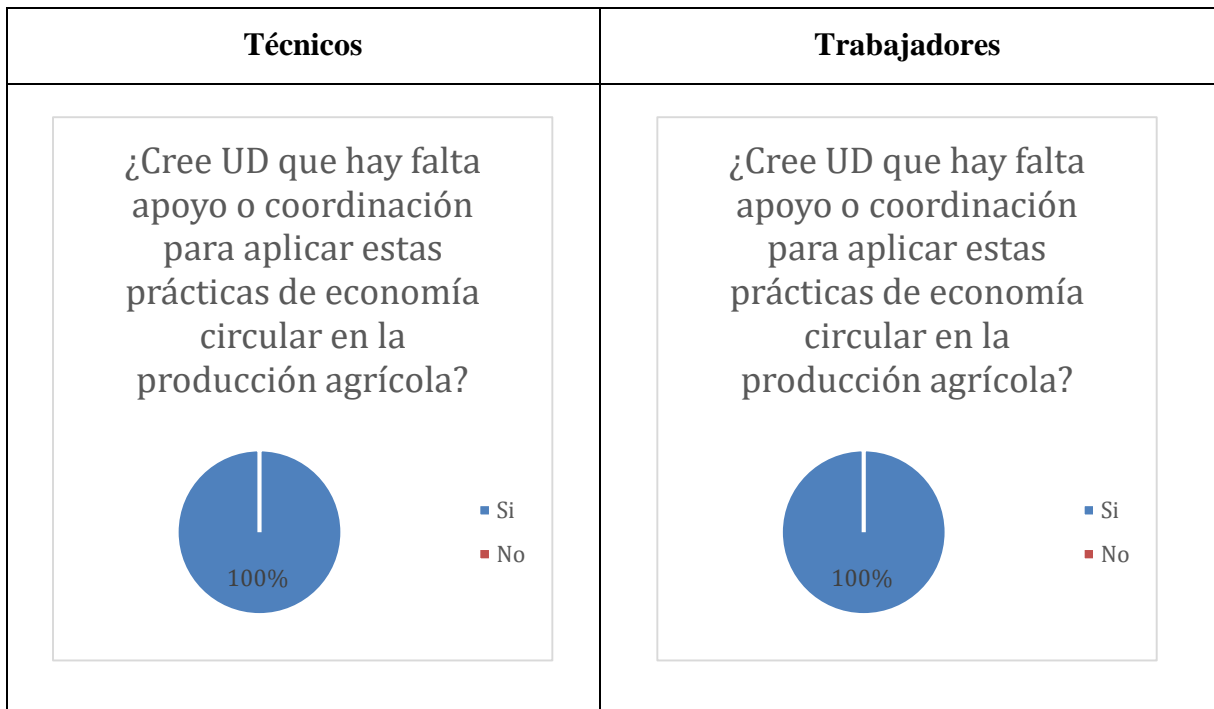 Técnicos
Trabajadores
¿Cree UD que hay falta
apoyo o coordinación
para aplicar estas
prácticas de economía
circular en la
producción agrícola?
Si
No
100%
¿Cree UD que hay falta
apoyo o coordinación
para aplicar estas
prácticas de economía
circular en la
producción agrícola?
Si
No
100%